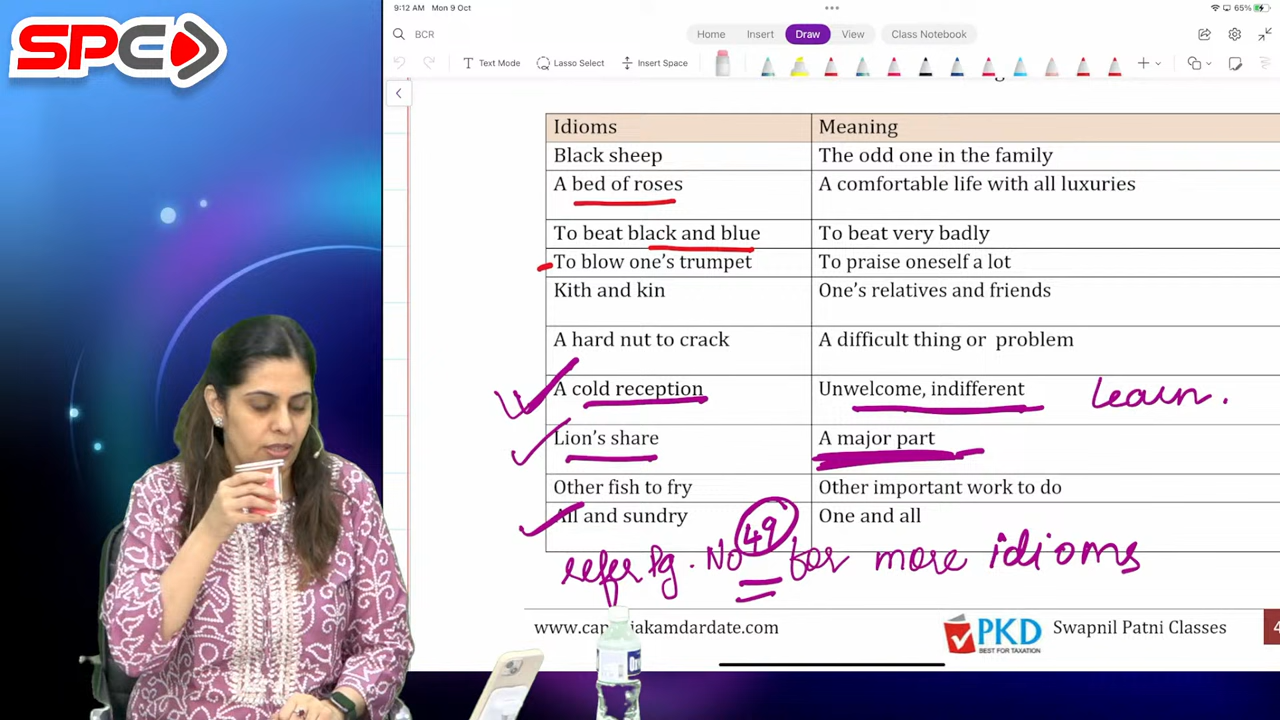 9:12 AM Mon 9 Oct
65%
SPC
BCR
Home Insert Draw View Class Notebook
Text Mode Lasso Select Insert Space
Idioms Meaning
Black sheep The odd one in the family
A bed of roses A comfortable life with all luxuries
To beat black and blue To beat very badly
To blow one's trumpet To praise oneself a lot
Kith and kin One's relatives and friends
A hard nut to crack A difficult thing or problem
A cold reception Unwelcome, indifferent learn.
Lion's share A major part
Other fish to fry Other important work to do
All and sundry One and all
refer Pg. No 49 for more idioms
jakamdardate.com
PKD
BEST FOR TAXATION
Swapnil Patni Classes
4